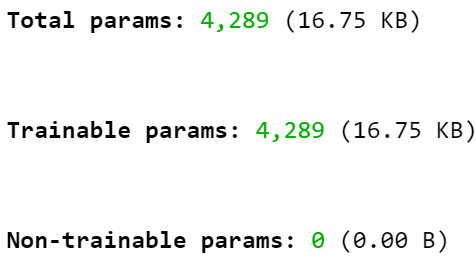 Total params: 4,289 (16.75 KB)
Trainable params: 4,289 (16.75 KB)
Non-trainable params: 0 (0.00 B)